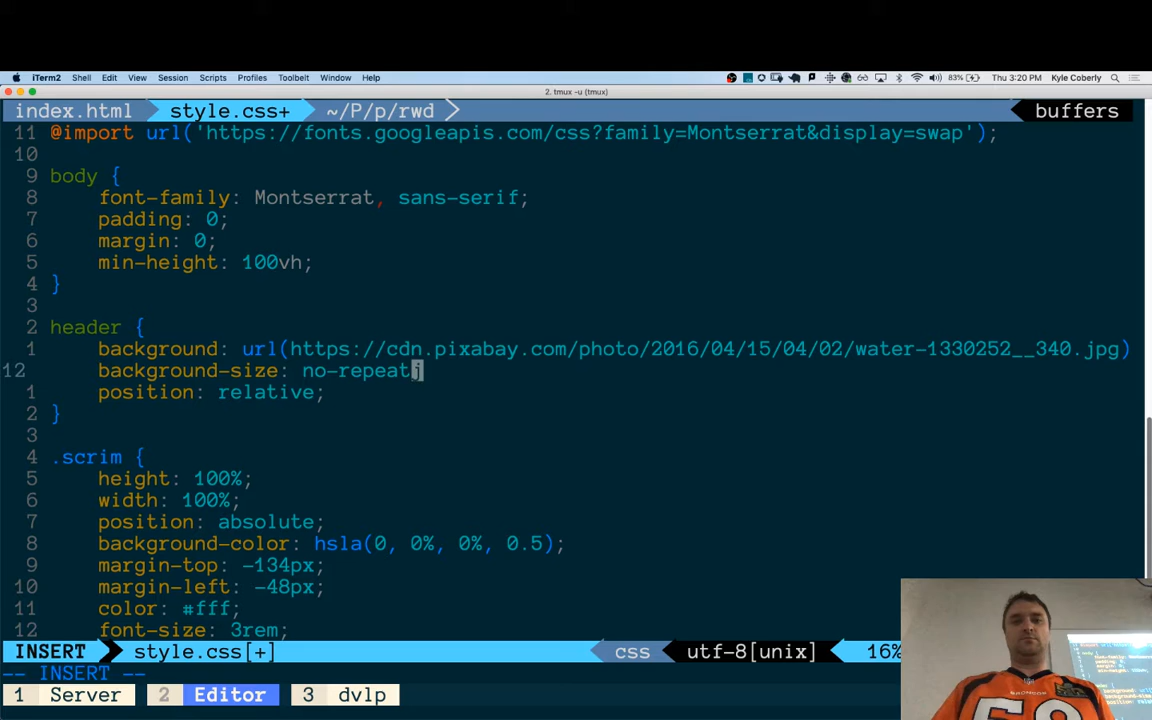 iTerm2 Shell Edit View Session Scripts Profiles Toolbelt Window Help 83% Thu 3:20 PM Kyle Coberly
2. tmux -u (tmux)
index.html style.css+ ~/P/p/rwd buffers
11 @import url('https://fonts.googleapis.com/css?family=Montserrat&display=swap');
10
9 body {
8 font-family: Montserrat, sans-serif;
7 padding: 0;
6 margin: 0;
5 min-height: 100vh;
4 }
3
2 header {
1 background: url(https://cdn.pixabay.com/photo/2016/04/15/04/02/water-1330252__340.jpg)
12 background-size: no-repeat;
1 position: relative;
2 }
3
4 .scrim {
5 height: 100%;
6 width: 100%;
7 position: absolute;
8 background-color: hsla(0, 0%, 0%, 0.5);
9 margin-top: -134px;
10 margin-left: -48px;
11 color: #fff;
12 font-size: 3rem;
INSERT style.css[+] css utf-8[unix] 16%
-- INSERT --
1 Server 2 Editor 3 dvlp